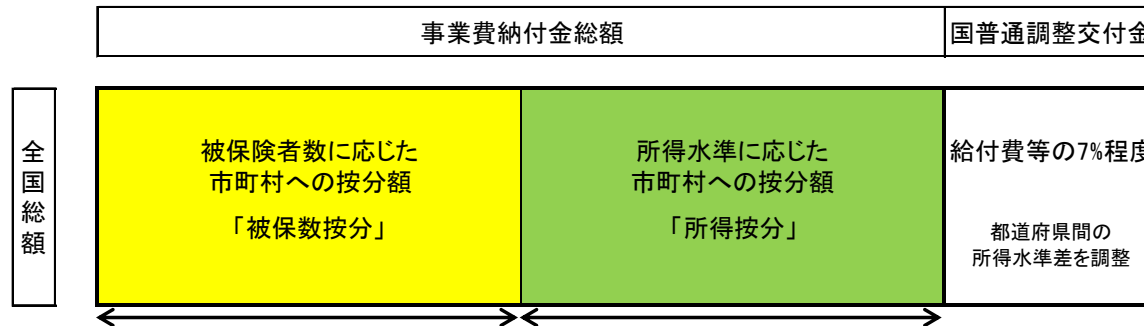 事業費納付金総額
国普通調整交付金
全国総額
被保険者数に応じた
市町村への按分額
「被保数按分」
所得水準に応じた
市町村への按分額
「所得按分」
給付費等の7%程度
都道府県間の
所得水準差を調整